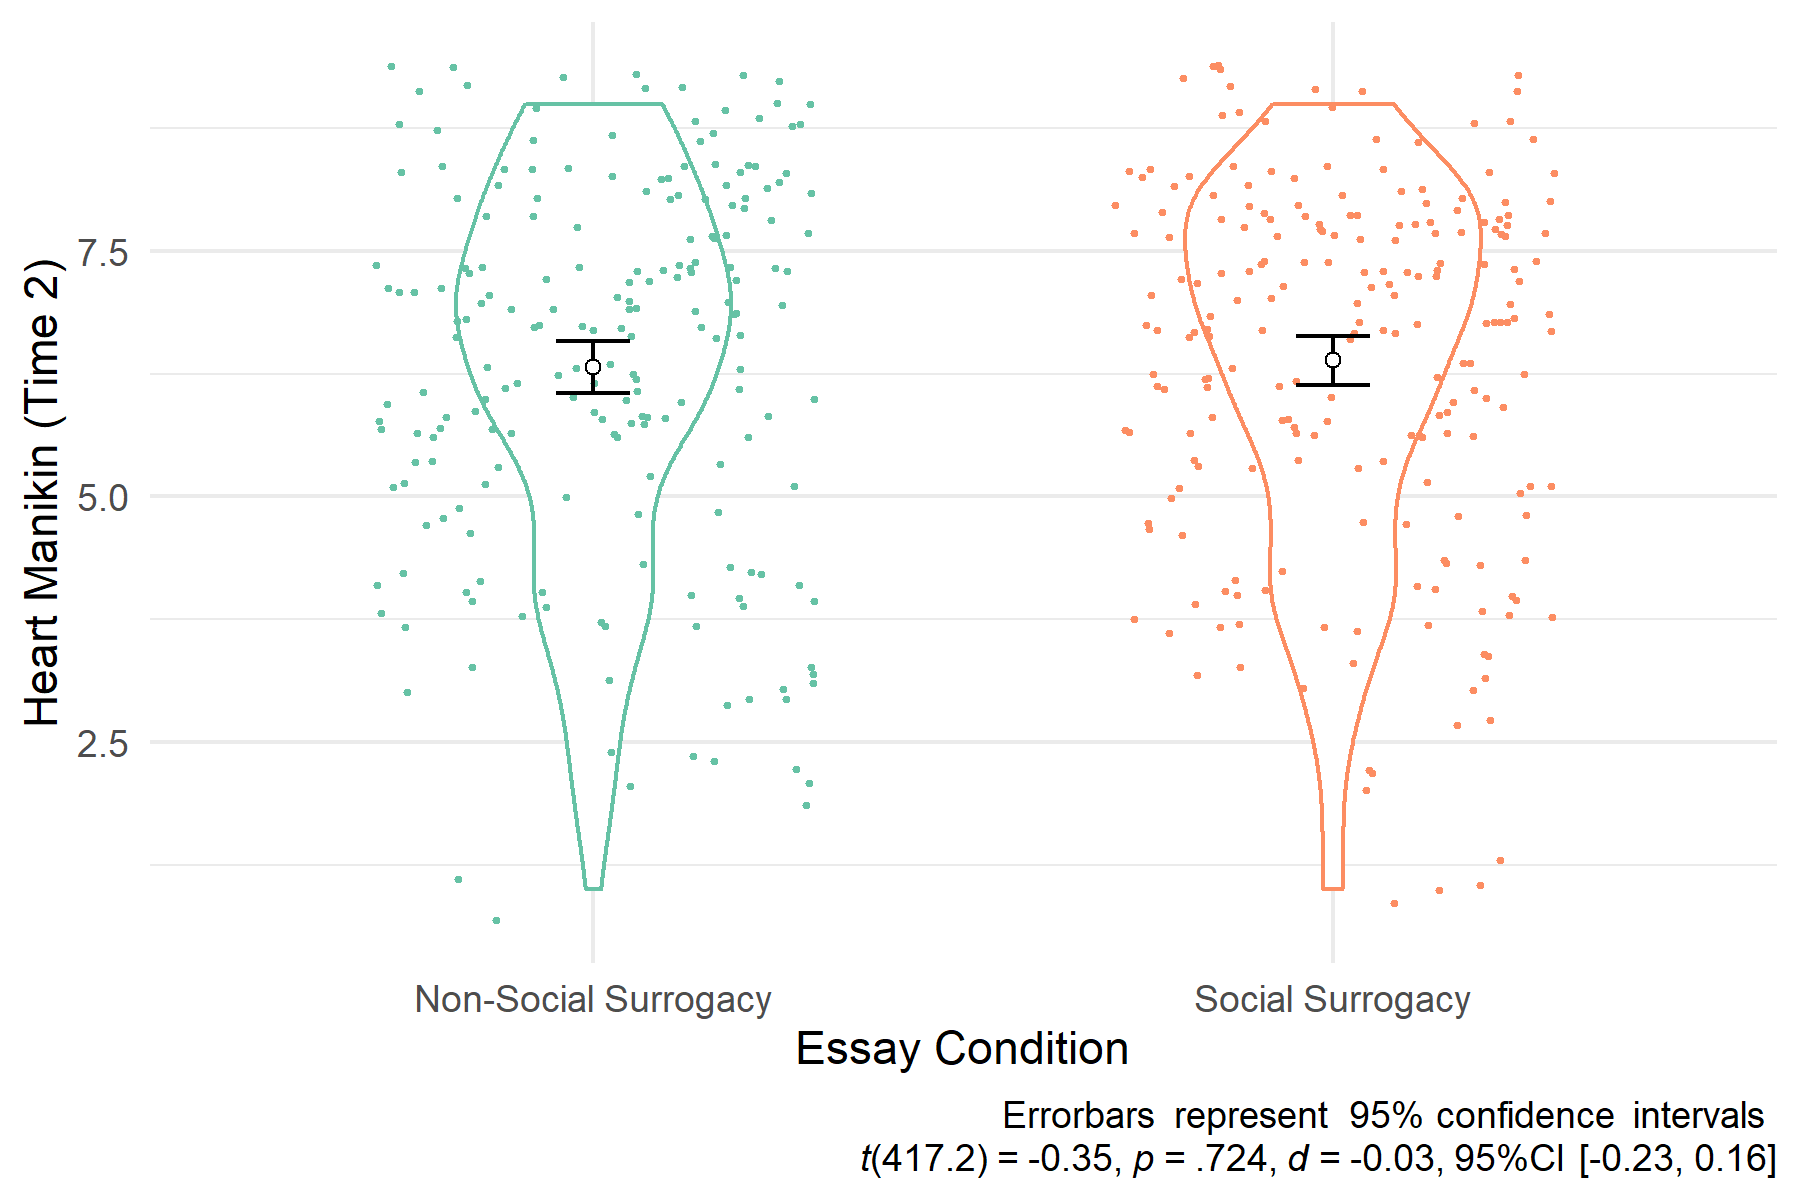 Heart Manikin (Time 2)
7.5
5.0
2.5
Non-Social Surrogacy
Social Surrogacy
Essay Condition
Errorbars represent 95% confidence intervals
t(417.2) = -0.35, p = .724, d = -0.03, 95%CI [-0.23, 0.16]